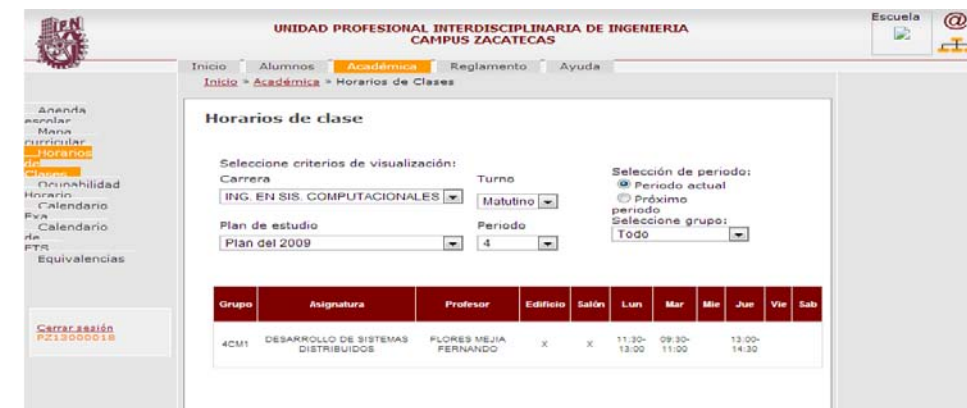 IPN
UNIDAD PROFESIONAL INTERDISCIPLINARIA DE INGENIERIA
CAMPUS ZACATECAS
Escuela
@
Inicio Alumnos Académica Reglamento Ayuda
Inicio » Académica » Horarios de Clases
Agenda
escolar
Mapa
curricular
Horarios
de
Clases
Ocupabilidad
Horario
Calendario
Exa
Calendario
de
ETS
Equivalencias
Cerrar sesión
PZ13000018
Horarios de clase
Seleccione criterios de visualización:
Carrera Turno
ING. EN SIS. COMPUTACIONALES Matutino
Plan de estudio Periodo
Plan del 2009 4
Selección de periodo:
Periodo actual
Próximo
periodo
Seleccione grupo:
Todo
Grupo Asignatura Profesor Edificio Salón Lun Mar Mie Jue Vie Sab
4CM1 DESARROLLO DE SISTEMAS DISTRIBUIDOS FLORES MEJIA FERNANDO X X 11:30-13:00 09:30-11:00 13:00-14:30